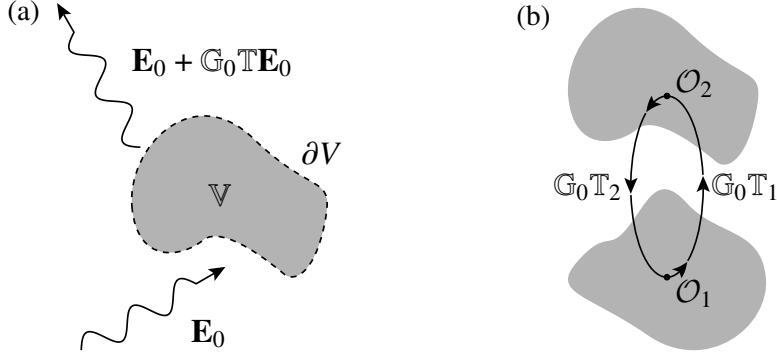 (a)
𝐄₀ + 𝔾₀𝕋𝐄₀
∂V
𝕍
𝐄₀
(b)
𝒪₂
𝔾₀𝕋₂
𝔾₀𝕋₁
𝒪₁